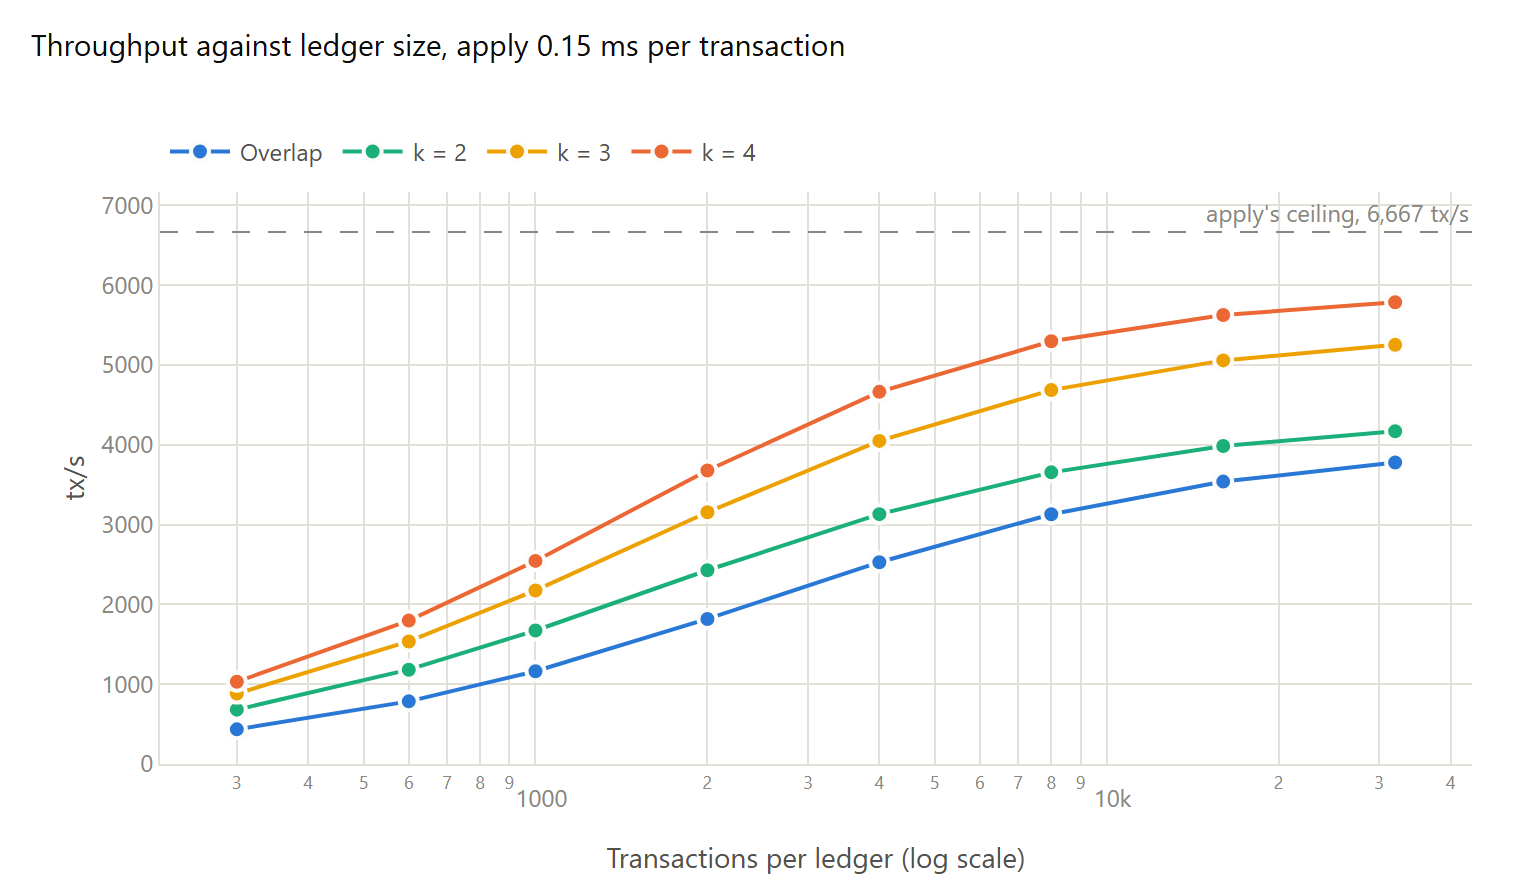 Throughput against ledger size, apply 0.15 ms per transaction
Overlap k = 2 k = 3 k = 4
7000
apply's ceiling, 6,667 tx/s
6000
5000
4000
tx/s
3000
2000
1000
0
3 4 5 6 7 8 9 2 3 4 5 6 7 8 9 2 3 4
1000 10k
Transactions per ledger (log scale)